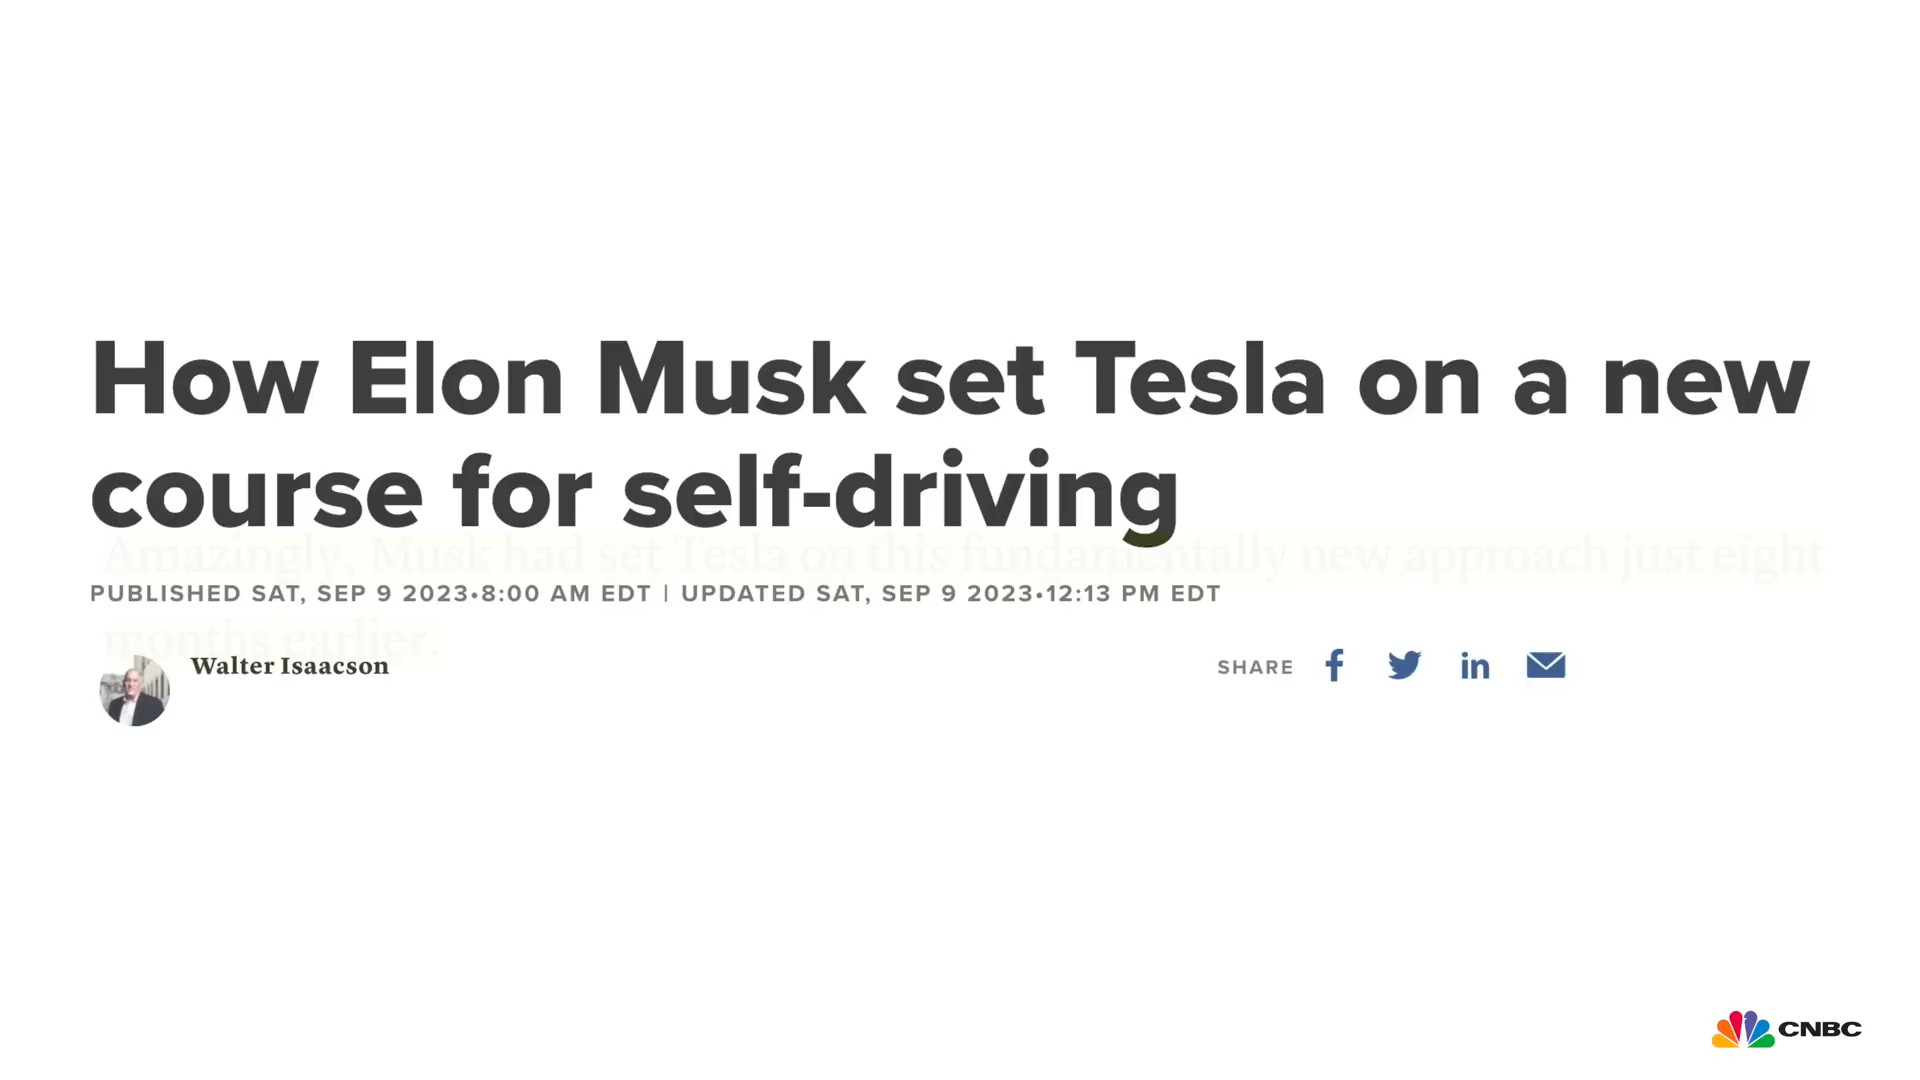 How Elon Musk set Tesla on a new
course for self-driving
Amazingly, Musk had set Tesla on this fundamentally new approach just eight
PUBLISHED SAT, SEP 9 2023•8:00 AM EDT | UPDATED SAT, SEP 9 2023•12:13 PM EDT
months earlier.
Walter Isaacson
SHARE
CNBC